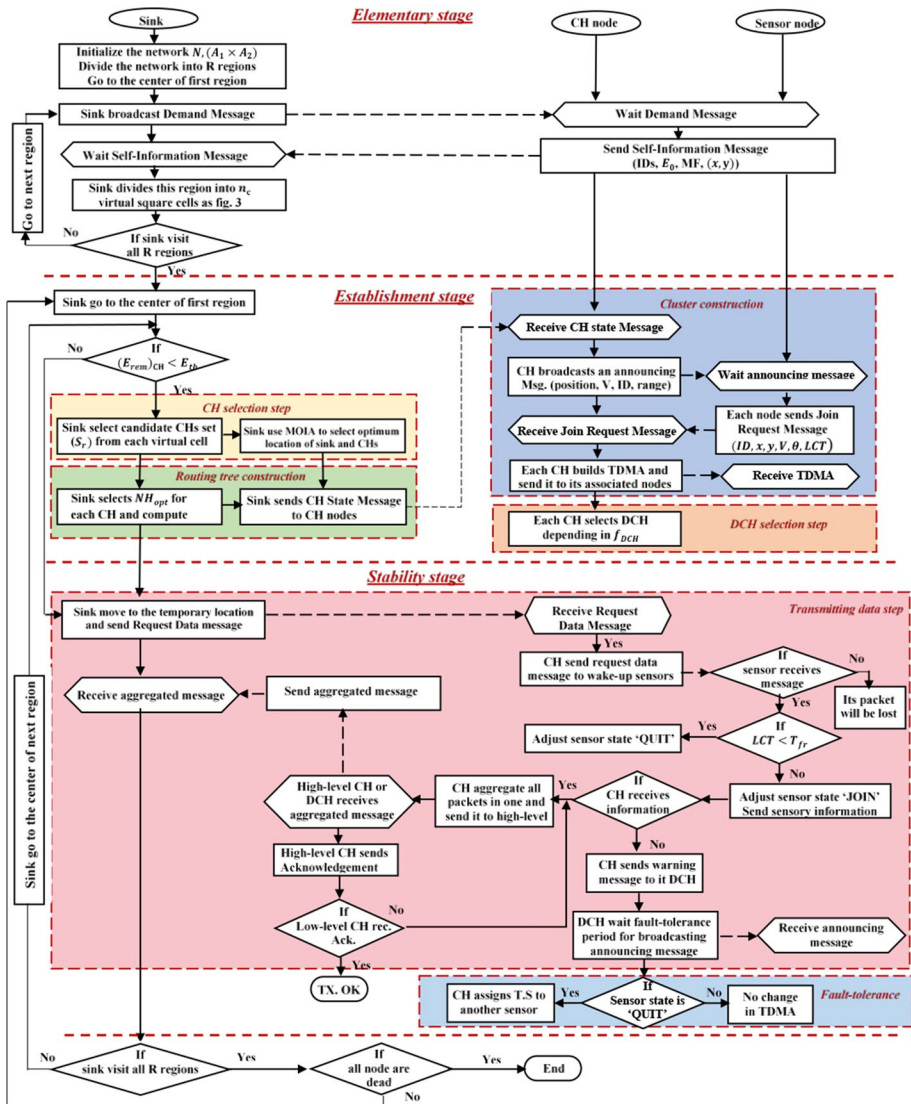 Elementary stage
Sink
CH node
Sensor node
Initialize the network N, (A₁ × A₂)
Divide the network into R regions
Go to the center of first region
Sink broadcast Demand Message
Wait Demand Message
Go to next region
Wait Self-Information Message
Send Self-Information Message
(IDs, E₀, MF, (x, y))
Sink divides this region into n_c
virtual square cells as fig. 3
No
If sink visit
all R regions
Yes
Establishment stage
Sink go to the center of first region
No
If
(E_rem)_CH < E_th
Yes
CH selection step
Sink select candidate CHs set
(S_r) from each virtual cell
Sink use MOIA to select optimum
location of sink and CHs
Routing tree construction
Sink selects NH_opt for
each CH and compute
Sink sends CH State Message
to CH nodes
Cluster construction
Receive CH state Message
CH broadcasts an announcing
Msg. (position, V, ID, range)
Wait announcing message
Receive Join Request Message
Each node sends Join
Request Message
(ID, x, y, V, θ, LCT)
Each CH builds TDMA and
send it to its associated nodes
Receive TDMA
Each CH selects DCH
depending in f_DCH
DCH selection step
Stability stage
Transmitting data step
Sink move to the temporary location
and send Request Data message
Receive Request
Data Message
Yes
CH send request data
message to wake-up sensors
If
sensor receives
message
No
Its packet
will be lost
Yes
Receive aggregated message
Send aggregated message
Adjust sensor state ‘QUIT’
Yes
If
LCT < T_fr
No
Adjust sensor state ‘JOIN’
Send sensory information
If
CH receives
information
Yes
CH aggregate all
packets in one and
send it to high-level
High-level CH or
DCH receives
aggregated message
No
High-level CH sends
Acknowledgement
CH sends warning
message to it DCH
If
Low-level CH rec.
Ack.
No
Yes
TX. OK
DCH wait fault-tolerance
period for broadcasting
announcing message
Receive announcing
message
Sink go to the center of next region
Fault-tolerance
CH assigns T.S to
another sensor
Yes
If
Sensor state is
‘QUIT’
No
No change
in TDMA
No
If
sink visit all R regions
Yes
If
all node are
dead
Yes
End
No